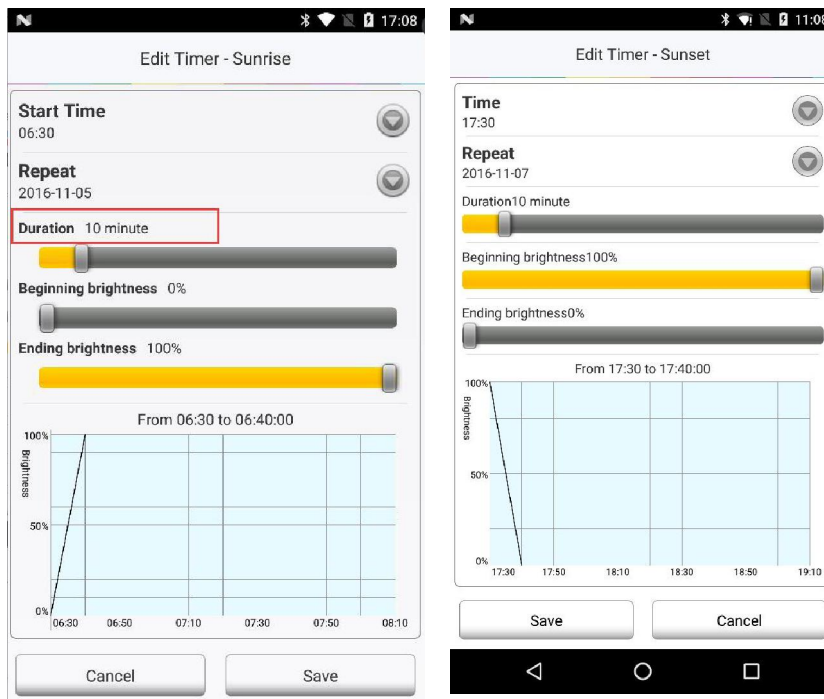 17:08
Edit Timer - Sunrise
Start Time
06:30
Repeat
2016-11-05
Duration 10 minute
Beginning brightness 0%
Ending brightness 100%
From 06:30 to 06:40:00
100%
Brightness
50%
0%
06:30 06:50 07:10 07:30 07:50 08:10
Cancel Save
11:08
Edit Timer - Sunset
Time
17:30
Repeat
2016-11-07
Duration10 minute
Beginning brightness100%
Ending brightness0%
From 17:30 to 17:40:00
100%
Brightness
50%
0%
17:30 17:50 18:10 18:30 18:50 19:10
Save Cancel